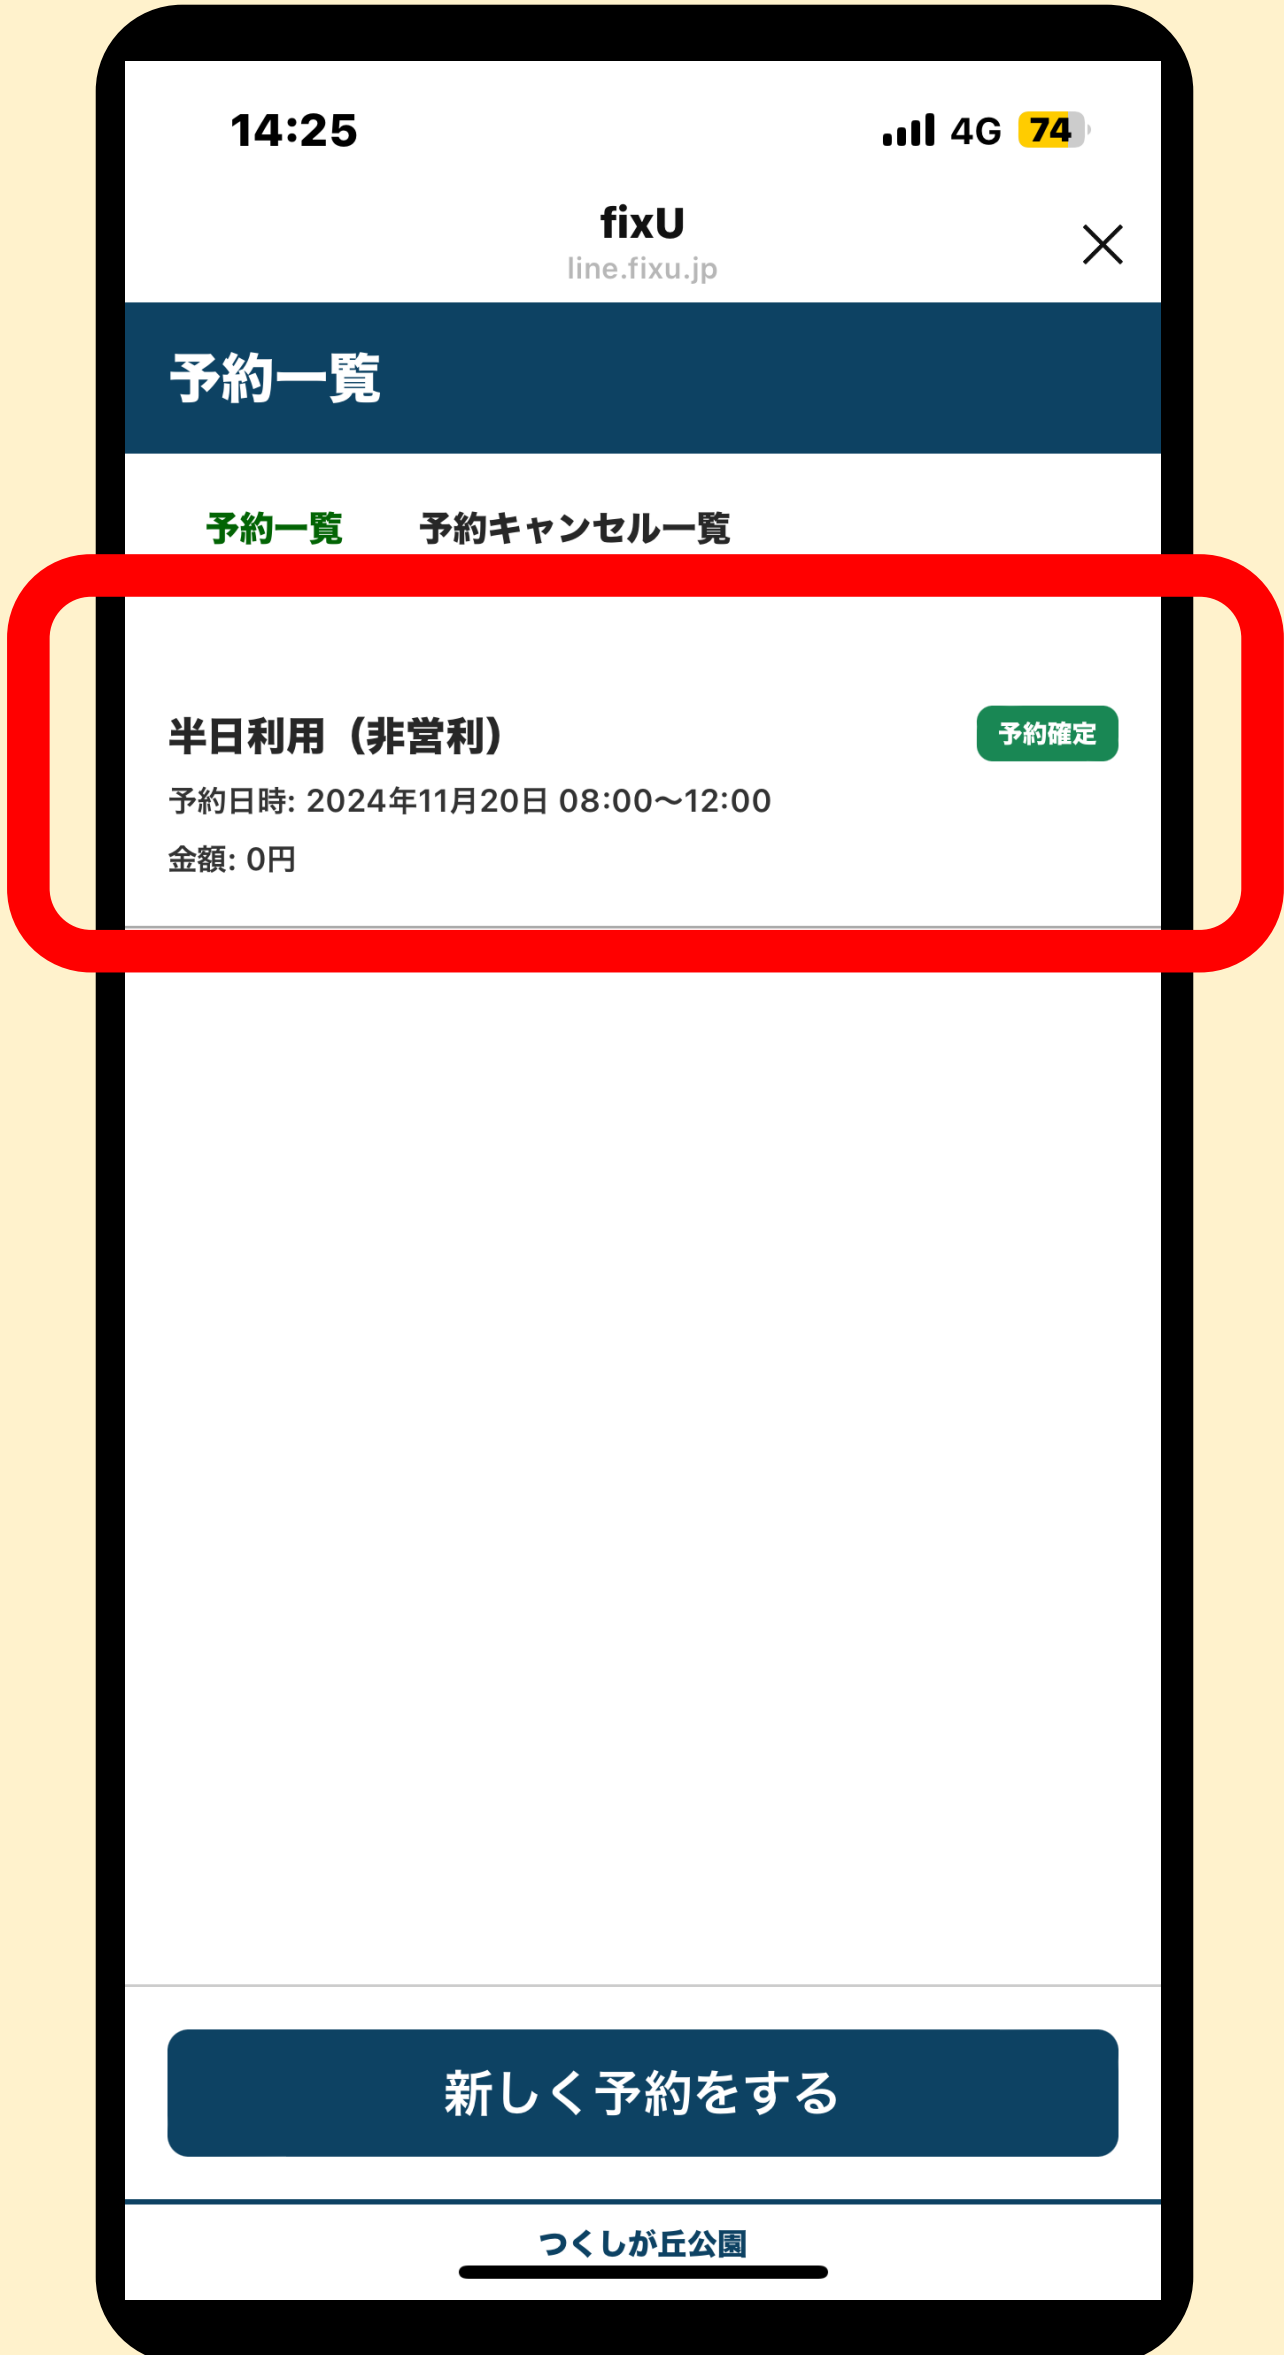 14:25
4G 74
fixU
line.fixu.jp
予約一覧
予約一覧 予約キャンセル一覧
半日利用（非営利） 予約確定
予約日時: 2024年11月20日 08:00〜12:00
金額: 0円
新しく予約をする
つくしが丘公園